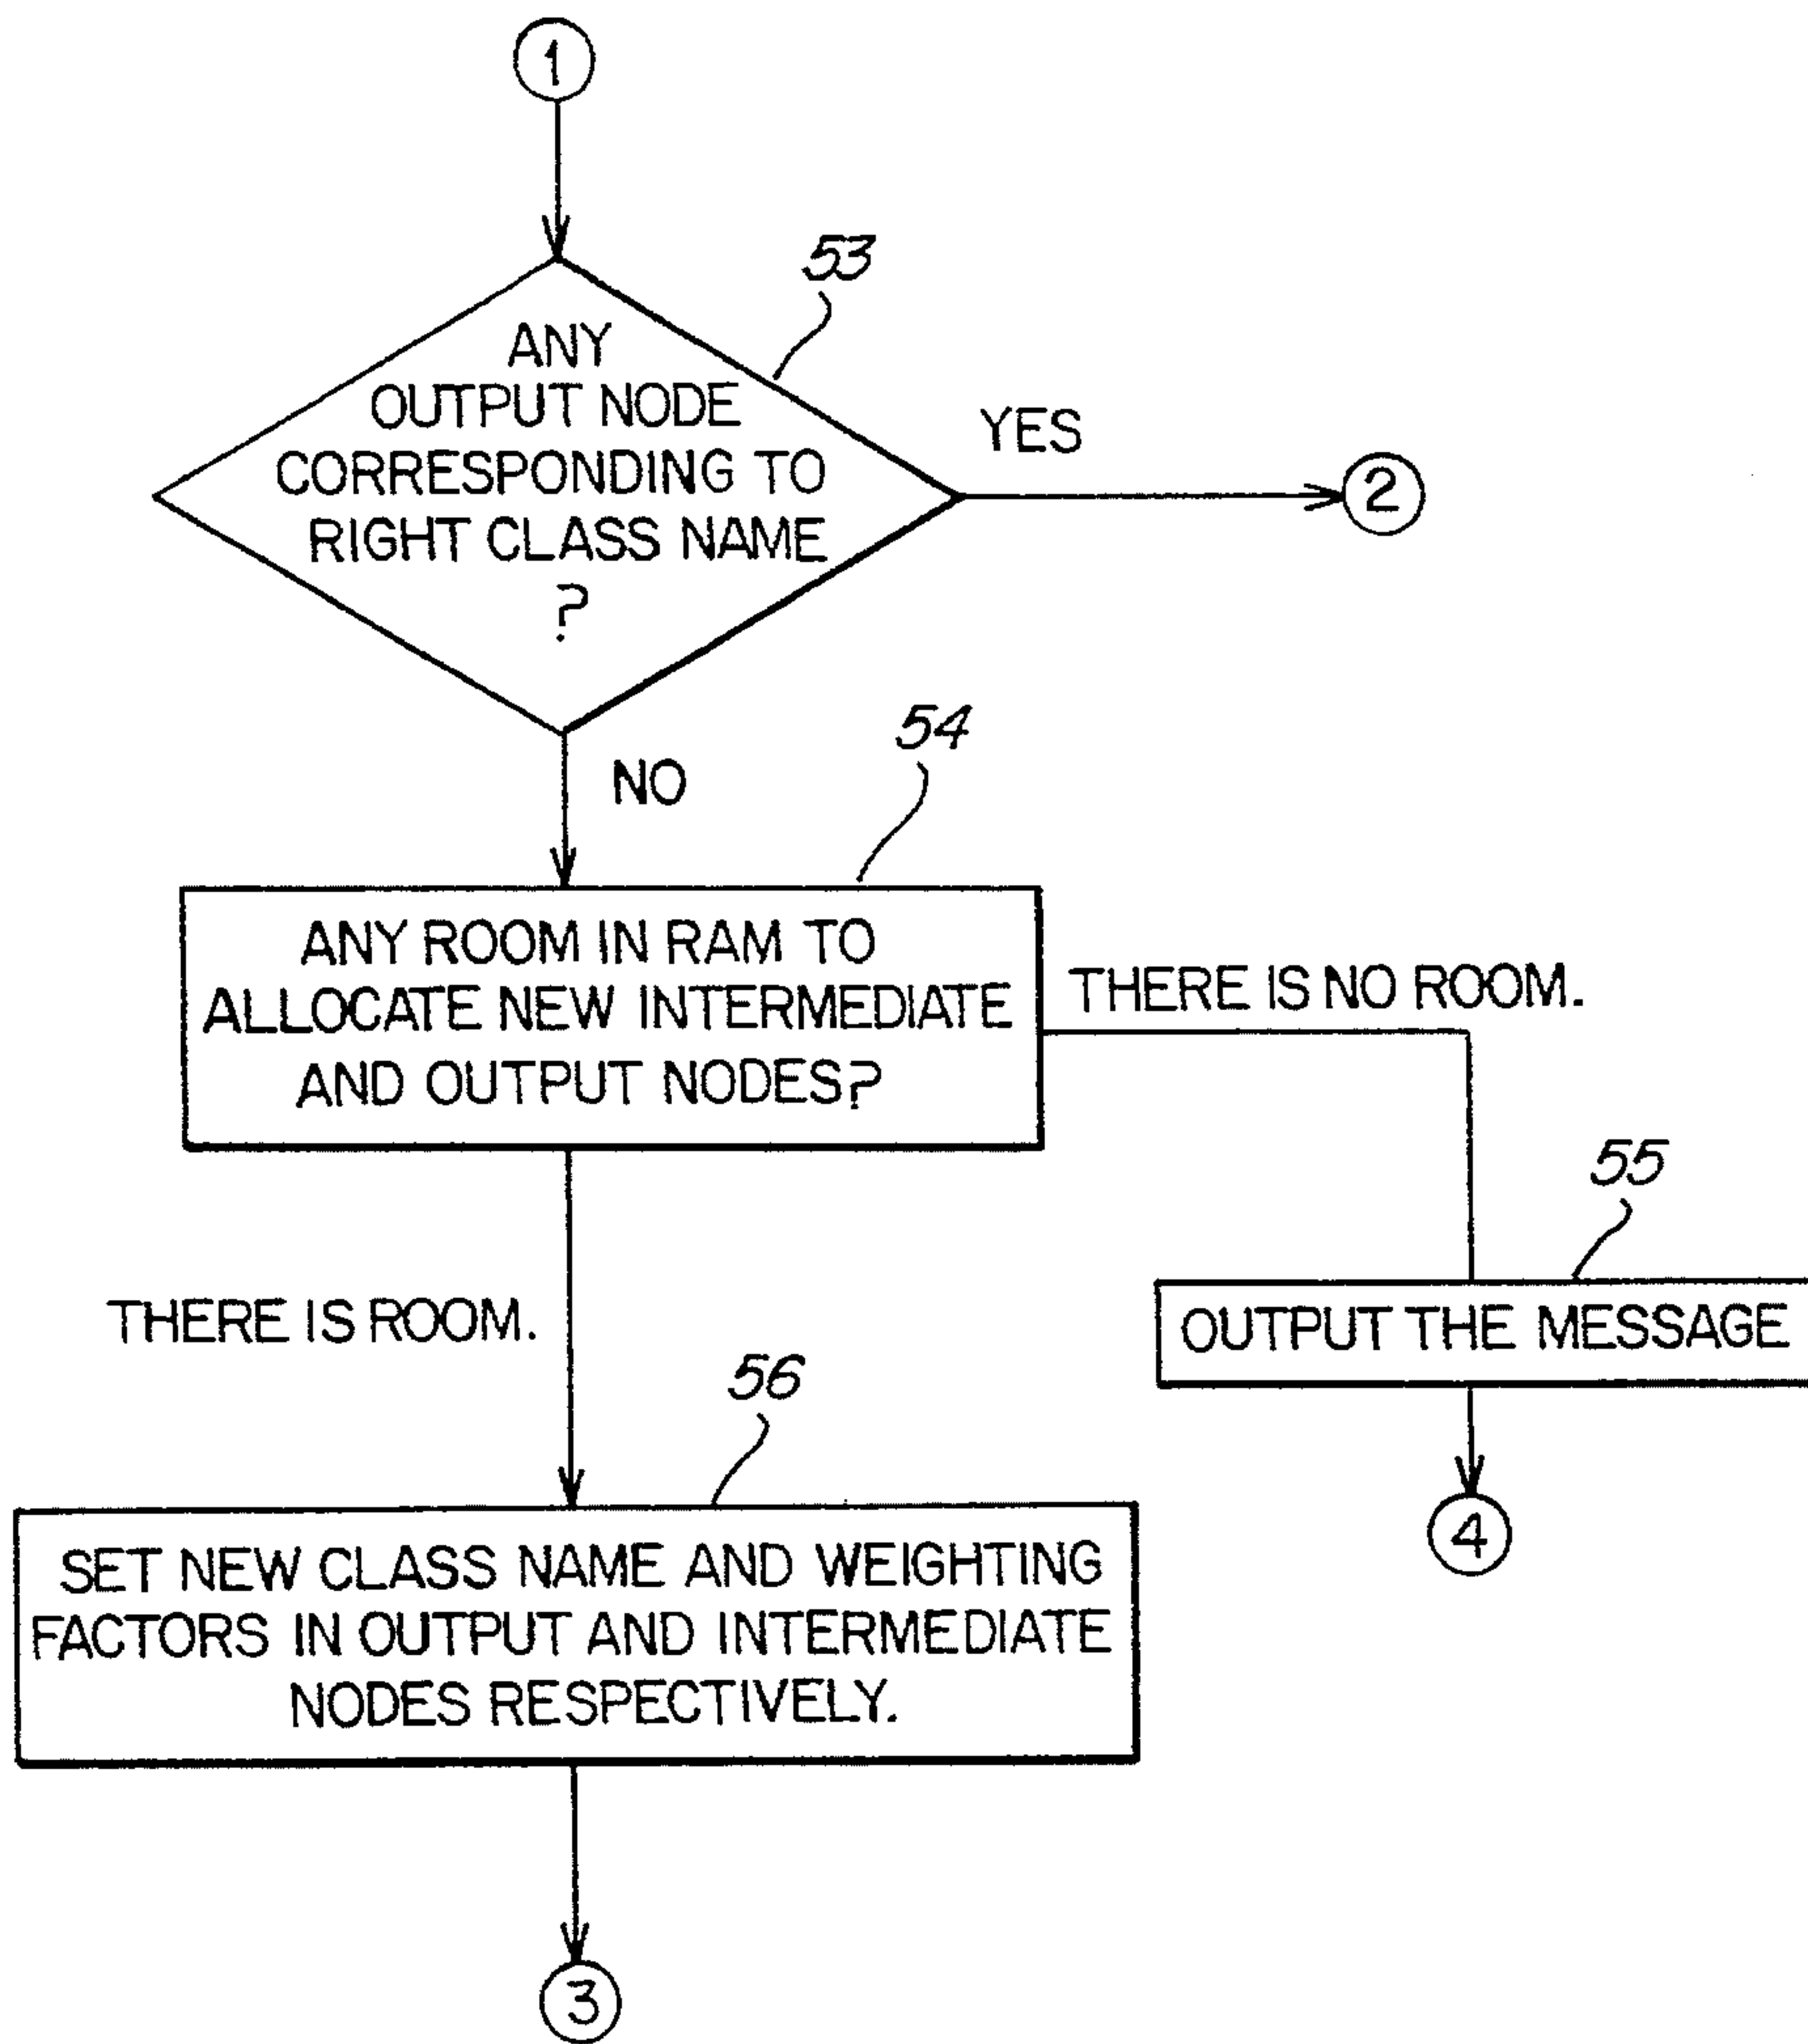 1
53
ANY
OUTPUT NODE
CORRESPONDING TO
RIGHT CLASS NAME
?
YES
2
NO
54
ANY ROOM IN RAM TO
ALLOCATE NEW INTERMEDIATE
AND OUTPUT NODES?
THERE IS NO ROOM.
55
OUTPUT THE MESSAGE
4
THERE IS ROOM.
56
SET NEW CLASS NAME AND WEIGHTING
FACTORS IN OUTPUT AND INTERMEDIATE
NODES RESPECTIVELY.
3